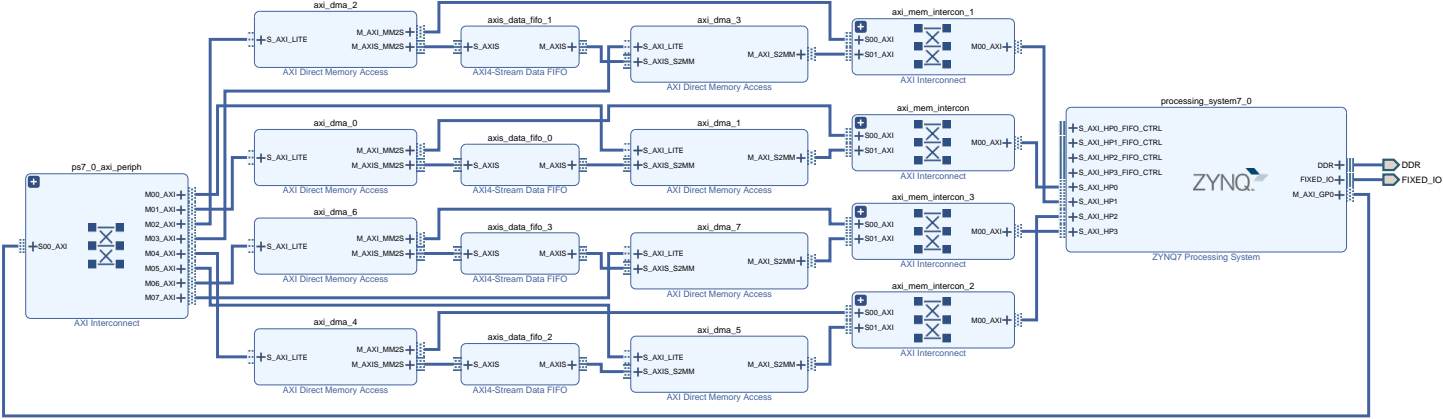 axi_dma_2
S_AXI_LITE
M_AXI_MM2S
M_AXIS_MM2S
AXI Direct Memory Access
axis_data_fifo_1
S_AXIS
M_AXIS
AXI4-Stream Data FIFO
axi_dma_3
S_AXI_LITE
S_AXIS_S2MM
M_AXI_S2MM
AXI Direct Memory Access
axi_mem_intercon_1
S00_AXI
S01_AXI
M00_AXI
AXI Interconnect
axi_dma_0
S_AXI_LITE
M_AXI_MM2S
M_AXIS_MM2S
AXI Direct Memory Access
axis_data_fifo_0
S_AXIS
M_AXIS
AXI4-Stream Data FIFO
axi_dma_1
S_AXI_LITE
S_AXIS_S2MM
M_AXI_S2MM
AXI Direct Memory Access
axi_mem_intercon
S00_AXI
S01_AXI
M00_AXI
AXI Interconnect
processing_system7_0
S_AXI_HP0_FIFO_CTRL
S_AXI_HP1_FIFO_CTRL
S_AXI_HP2_FIFO_CTRL
S_AXI_HP3_FIFO_CTRL
S_AXI_HP0
S_AXI_HP1
S_AXI_HP2
S_AXI_HP3
ZYNQ
DDR
FIXED_IO
M_AXI_GP0
ZYNQ7 Processing System
DDR
FIXED_IO
ps7_0_axi_periph
S00_AXI
M00_AXI
M01_AXI
M02_AXI
M03_AXI
M04_AXI
M05_AXI
M06_AXI
M07_AXI
AXI Interconnect
axi_dma_6
S_AXI_LITE
M_AXI_MM2S
M_AXIS_MM2S
AXI Direct Memory Access
axis_data_fifo_3
S_AXIS
M_AXIS
AXI4-Stream Data FIFO
axi_dma_7
S_AXI_LITE
S_AXIS_S2MM
M_AXI_S2MM
AXI Direct Memory Access
axi_mem_intercon_3
S00_AXI
S01_AXI
M00_AXI
AXI Interconnect
axi_dma_4
S_AXI_LITE
M_AXI_MM2S
M_AXIS_MM2S
AXI Direct Memory Access
axis_data_fifo_2
S_AXIS
M_AXIS
AXI4-Stream Data FIFO
axi_dma_5
S_AXI_LITE
S_AXIS_S2MM
M_AXI_S2MM
AXI Direct Memory Access
axi_mem_intercon_2
S00_AXI
S01_AXI
M00_AXI
AXI Interconnect